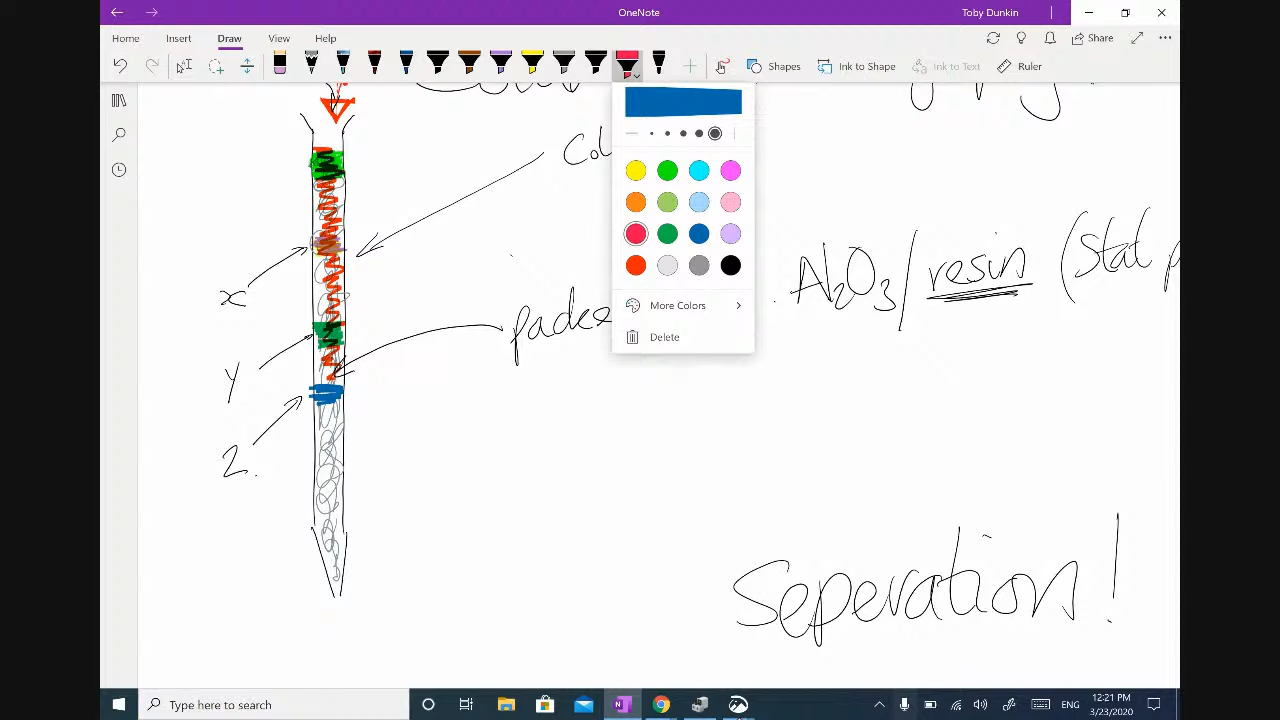 OneNote
Toby Dunkin
Home Insert Draw View Help
Share
Shapes
Ink to Shape
Ink to Text
Ruler
Col
Al2O3/resin (Stat p
x
More Colors
Delete
packe
y
Z.
seperation!
Type here to search
ENG
12:21 PM
3/23/2020